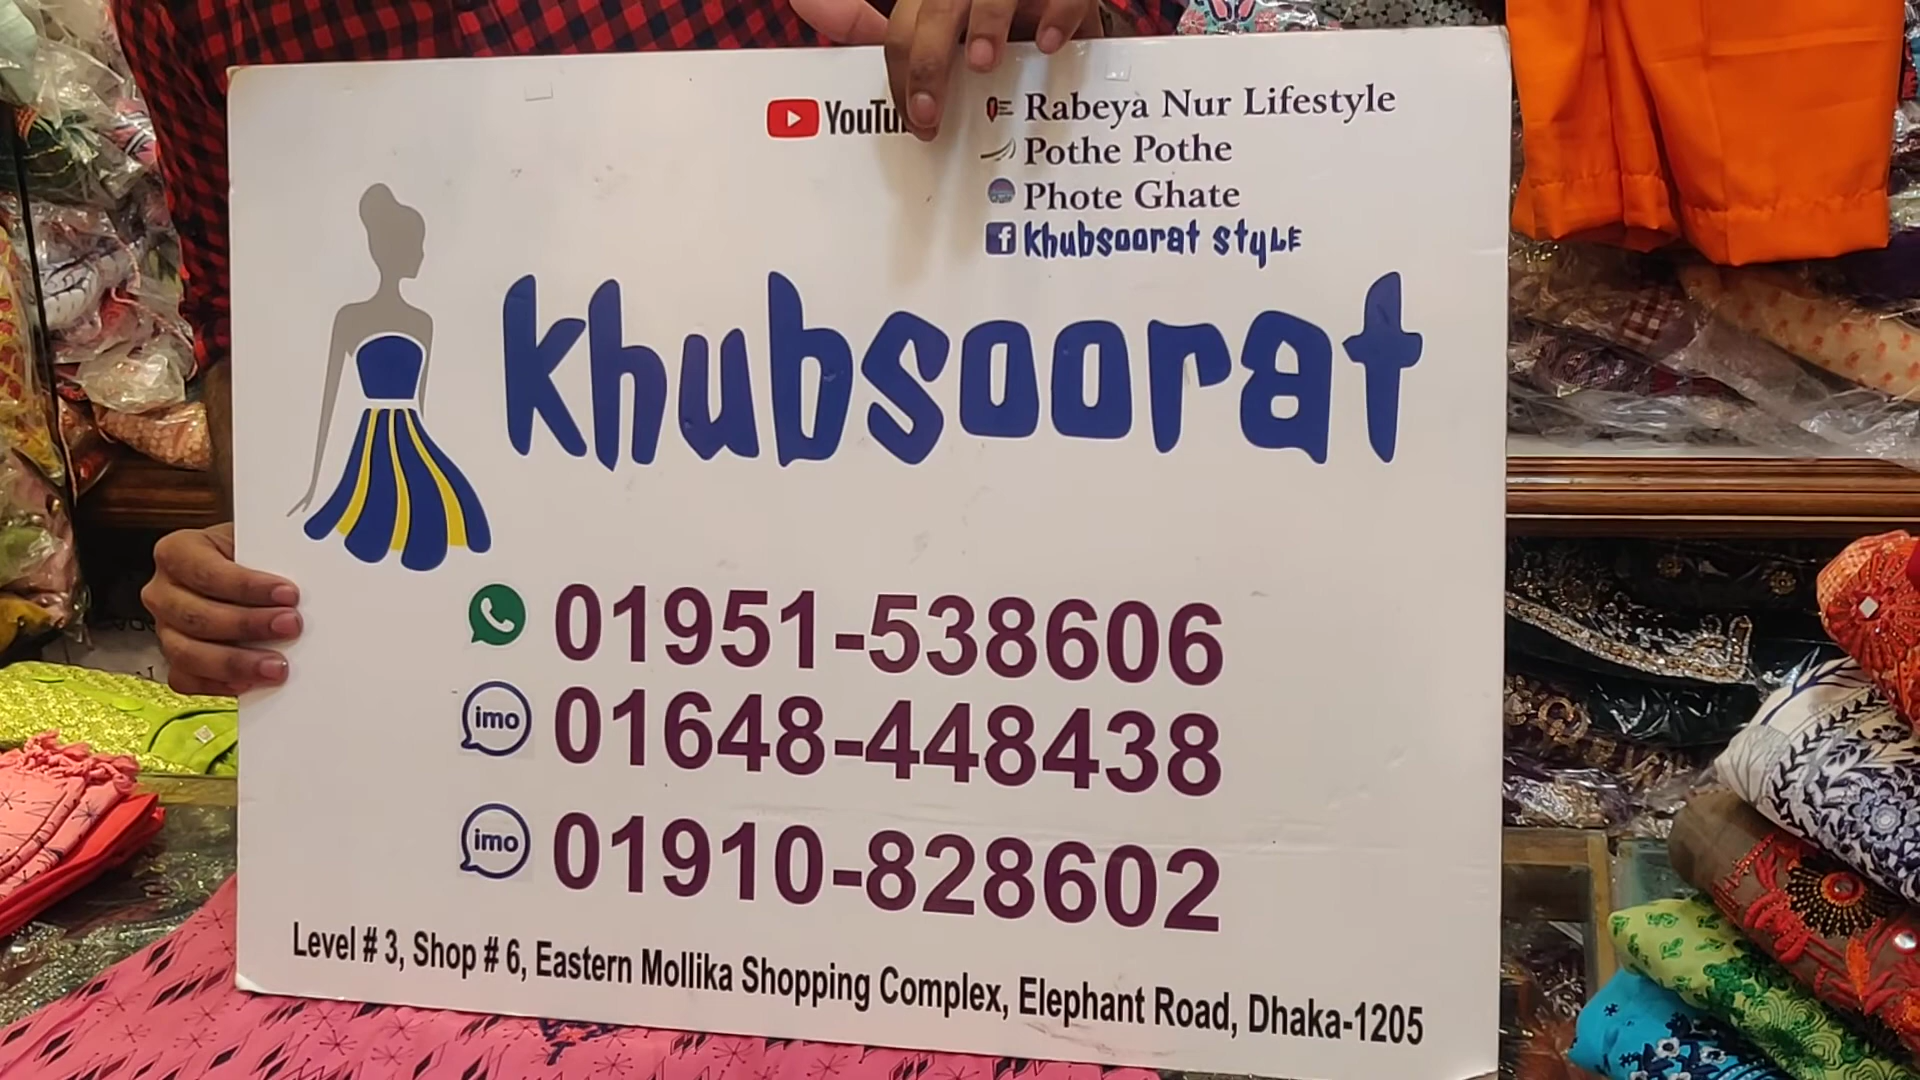 Rabeya Nur Lifestyle
Pothe Pothe
Phote Ghate
khubsoorat style
khubsoorat
01951-538606
imo 01648-448438
imo 01910-828602
Level # 3, Shop # 6, Eastern Mollika Shopping Complex, Elephant Road, Dhaka-1205